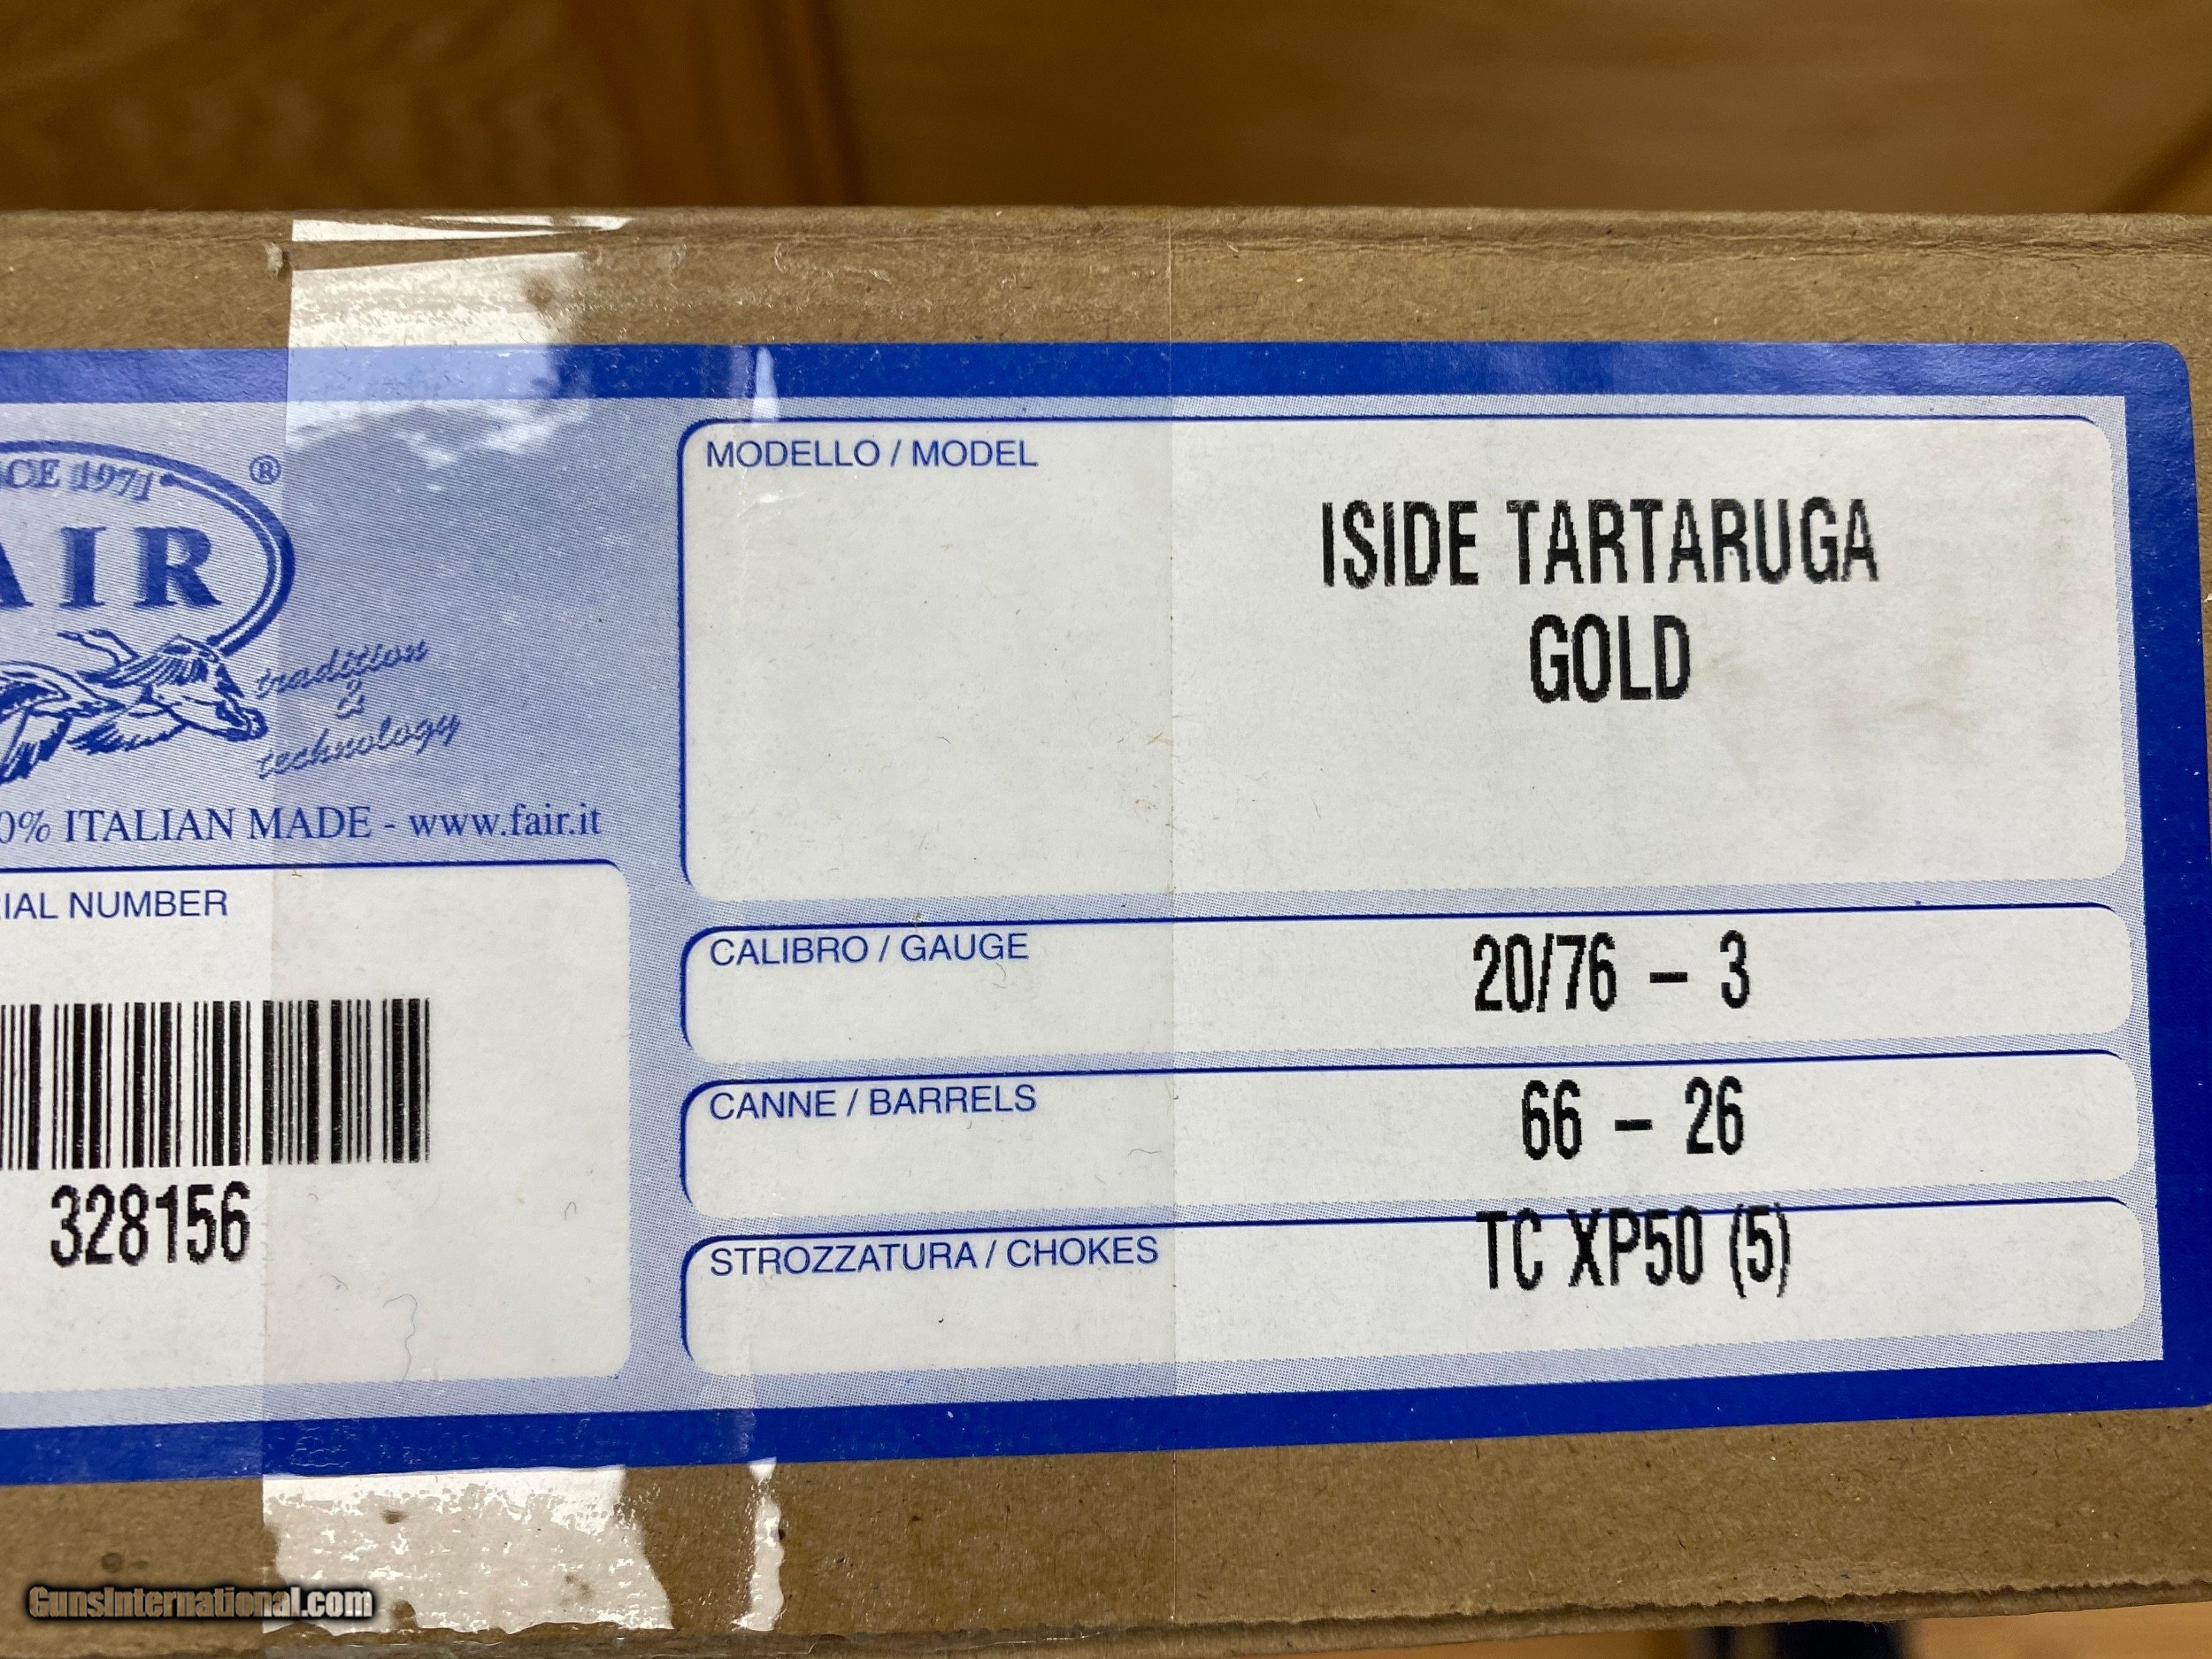 CE 1971
®
AIR
tradition
&
technology
0% ITALIAN MADE - www.fair.it
IAL NUMBER
328156
MODELLO / MODEL
ISIDE TARTARUGA
GOLD
CALIBRO / GAUGE
20/76 - 3
CANNE / BARRELS
66 - 26
STROZZATURA / CHOKES
TC XP50 (5)
GunsInternational.com